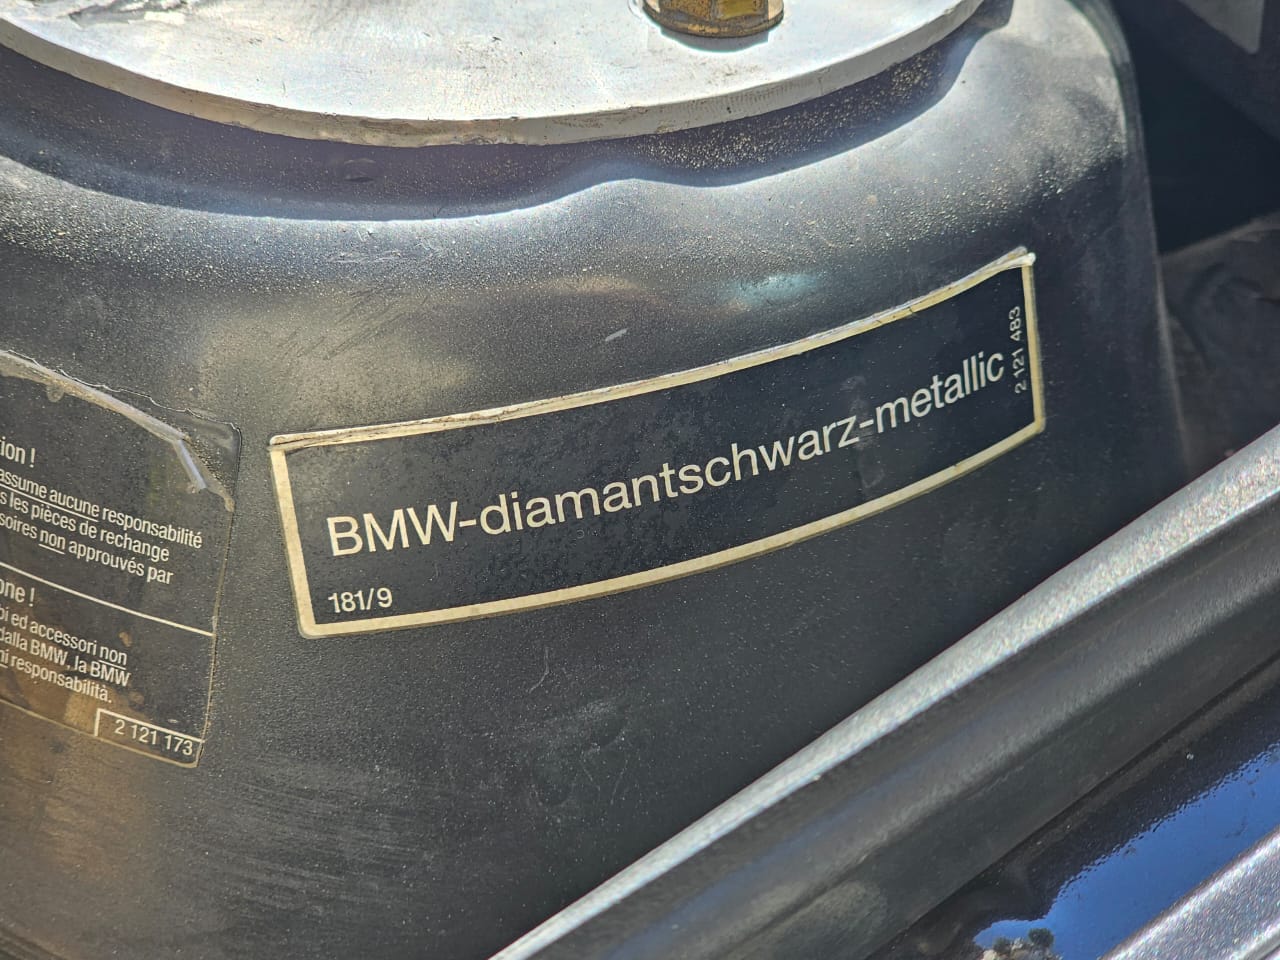 tion !
assume aucune responsabilité
s les pièces de rechange
soires non approuvés par
one !
bi ed accessori non
dalla BMW, la BMW
ni responsabilità.
2 121 173
BMW-diamantschwarz-metallic
181/9
2 121 483